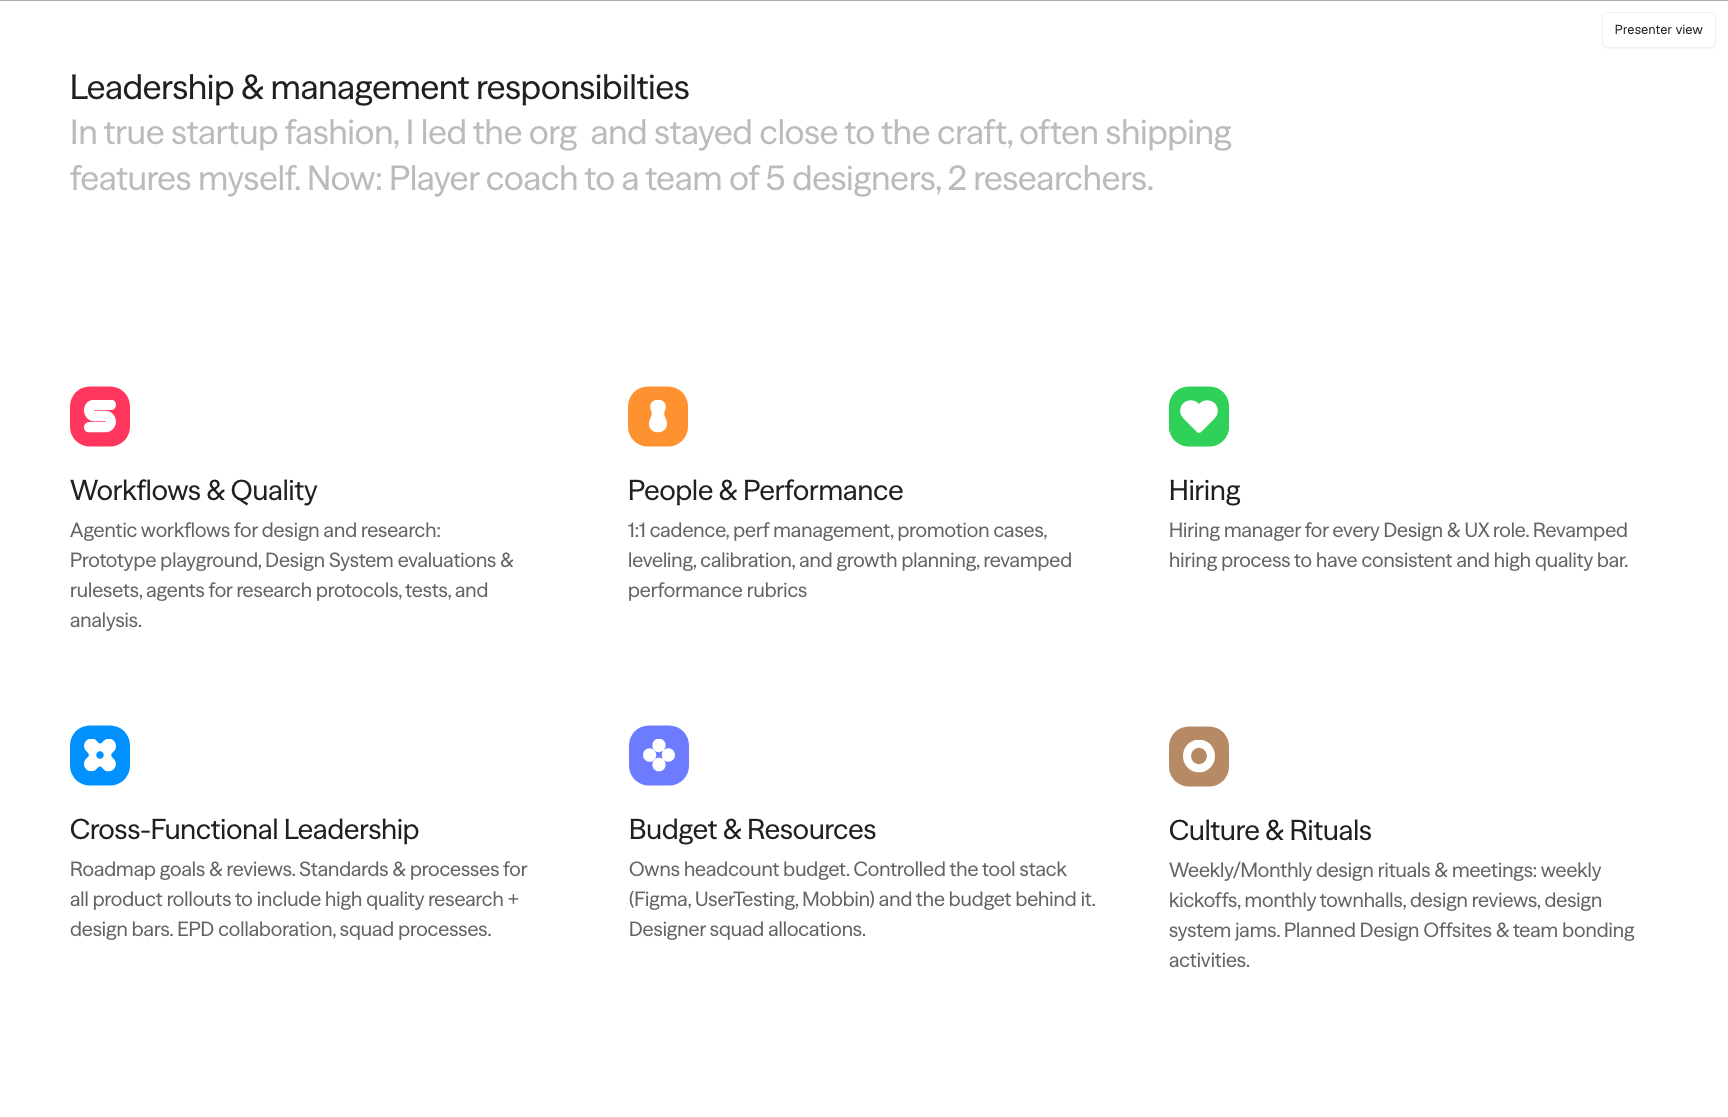 Presenter view
Leadership & management responsibilties
In true startup fashion, I led the org  and stayed close to the craft, often shipping
features myself. Now: Player coach to a team of 5 designers, 2 researchers.
Workflows & Quality
Agentic workflows for design and research:
Prototype playground, Design System evaluations &
rulesets, agents for research protocols, tests, and
analysis.
People & Performance
1:1 cadence, perf management, promotion cases,
leveling, calibration, and growth planning, revamped
performance rubrics
Hiring
Hiring manager for every Design & UX role. Revamped
hiring process to have consistent and high quality bar.
Cross-Functional Leadership
Roadmap goals & reviews. Standards & processes for
all product rollouts to include high quality research +
design bars. EPD collaboration, squad processes.
Budget & Resources
Owns headcount budget. Controlled the tool stack
(Figma, UserTesting, Mobbin) and the budget behind it.
Designer squad allocations.
Culture & Rituals
Weekly/Monthly design rituals & meetings: weekly
kickoffs, monthly townhalls, design reviews, design
system jams. Planned Design Offsites & team bonding
activities.